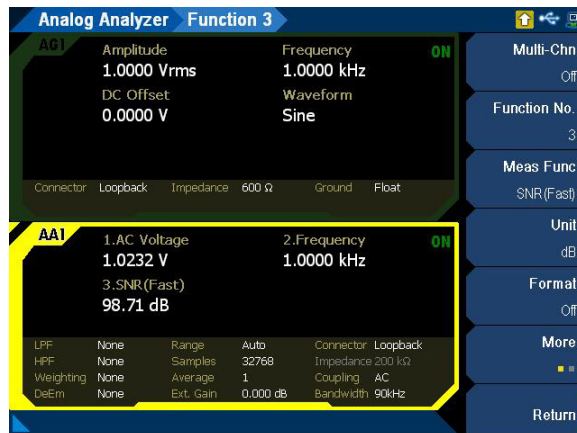 Analog Analyzer Function 3
AG1
Amplitude Frequency ON
1.0000 Vrms 1.0000 kHz
DC Offset Waveform
0.0000 V Sine
Connector Loopback Impedance 600 Ω Ground Float
AA1
1.AC Voltage 2.Frequency ON
1.0232 V 1.0000 kHz
3.SNR(Fast)
98.71 dB
LPF None Range Auto Connector Loopback
HPF None Samples 32768 Impedance 200 kΩ
Weighting None Average 1 Coupling AC
DeEm None Ext. Gain 0.000 dB Bandwidth 90kHz
Multi-Chn
Off
Function No.
3
Meas Func
SNR(Fast)
Unit
dB
Format
Off
More
Return